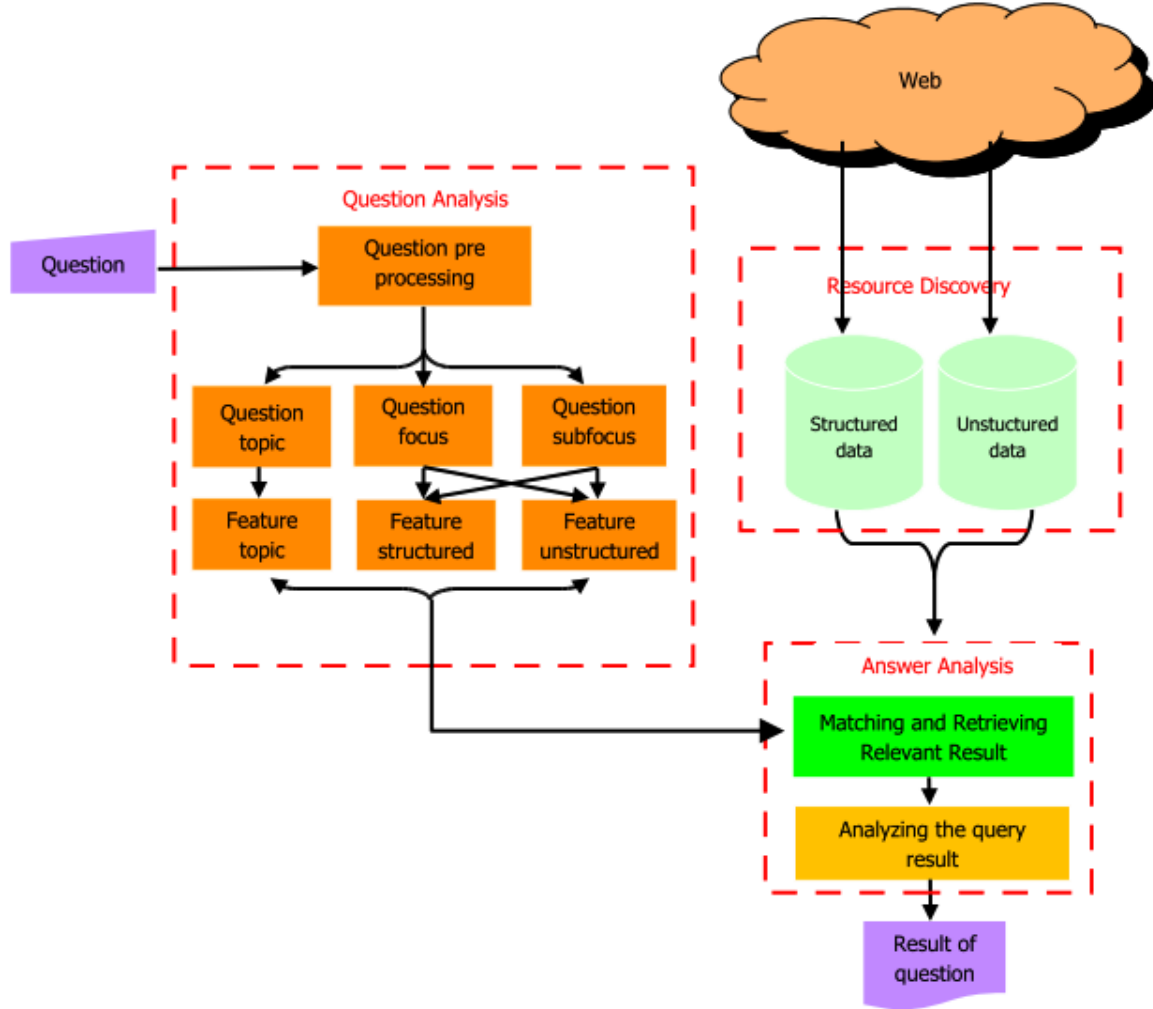 Web
Question Analysis
Question
Question pre
processing
Resource Discovery
Question
topic
Question
focus
Question
subfocus
Structured
data
Unstuctured
data
Feature
topic
Feature
structured
Feature
unstructured
Answer Analysis
Matching and Retrieving
Relevant Result
Analyzing the query
result
Result of
question